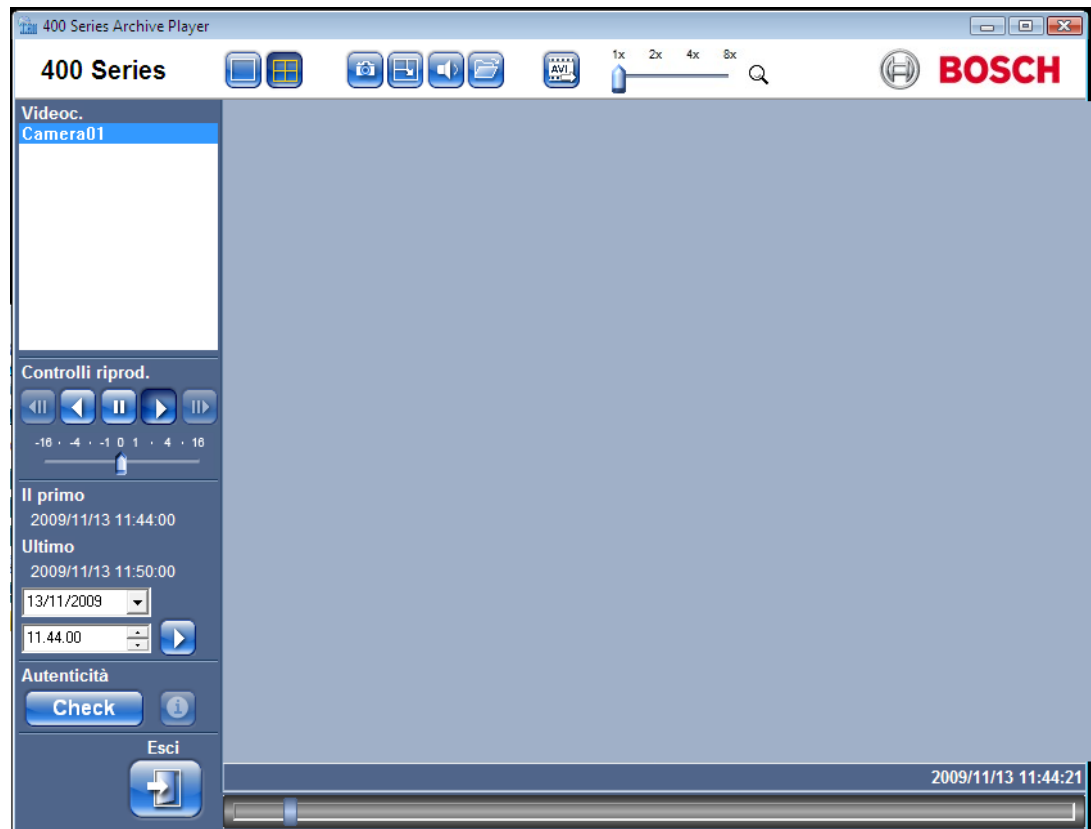 400 Series Archive Player
400 Series
AVI
1x 2x 4x 8x
BOSCH
Videoc.
Camera01
Controlli riprod.
-16 · -4 · -1 0 1 · 4 · 16
Il primo
2009/11/13 11:44:00
Ultimo
2009/11/13 11:50:00
13/11/2009
11.44.00
Autenticità
Check
Esci
2009/11/13 11:44:21